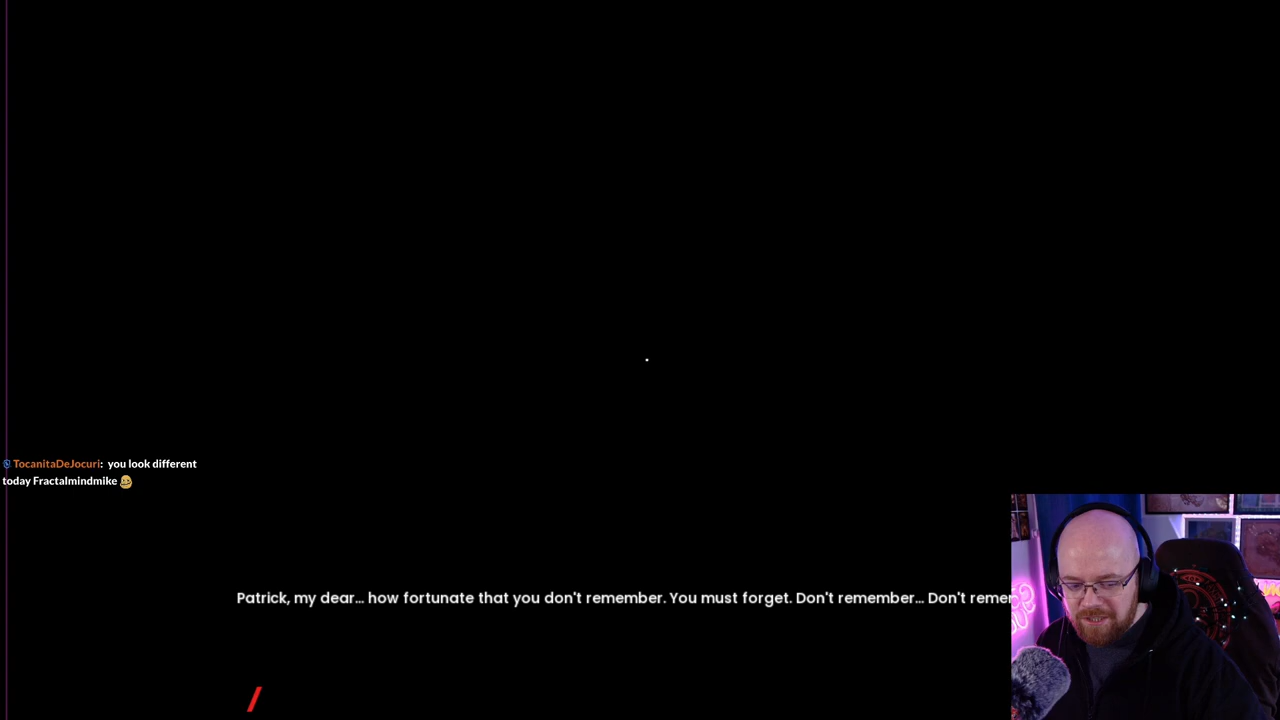 TocanitaDeJocuri: you look different
today Fractalmindmike
Patrick, my dear... how fortunate that you don't remember. You must forget. Don't remember... Don't